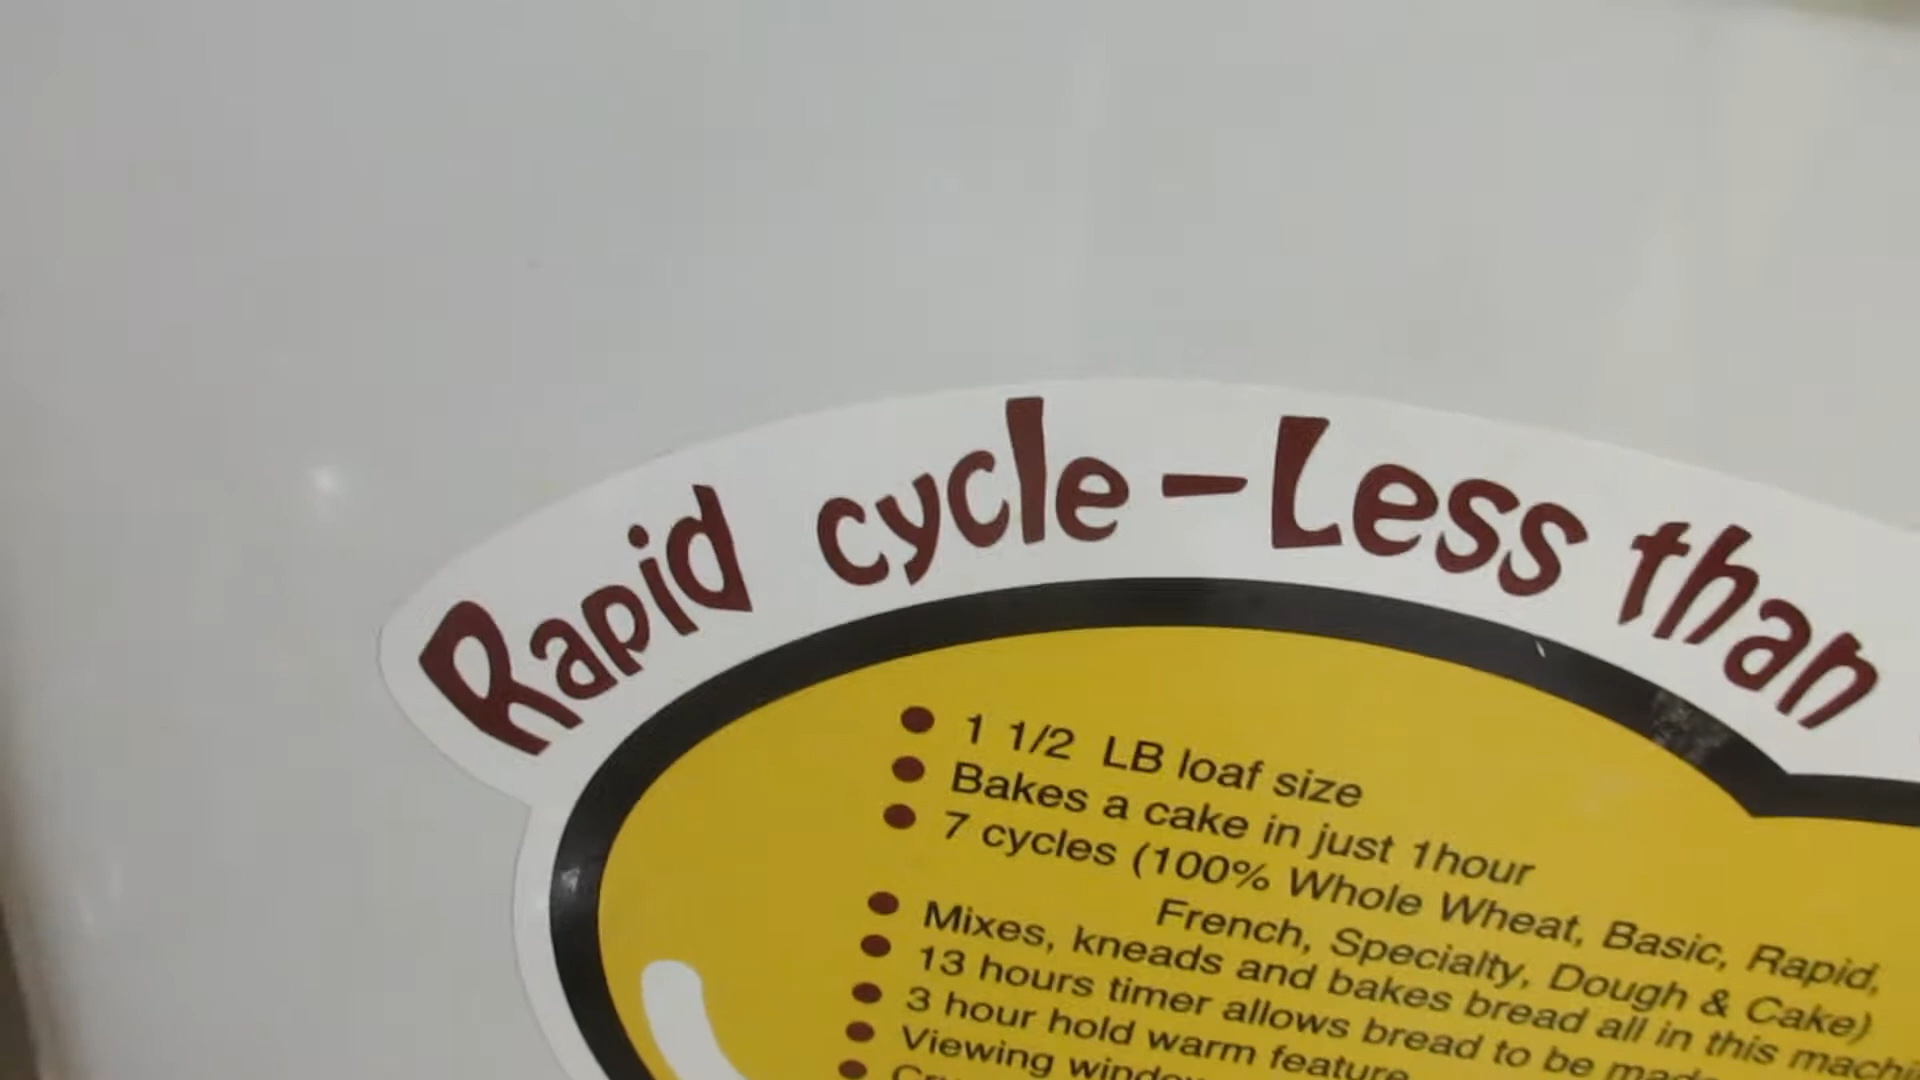 Rapid cycle – Less than
1 1/2 LB loaf size
Bakes a cake in just 1hour
7 cycles (100% Whole Wheat, Basic, Rapid,
French, Specialty, Dough & Cake)
Mixes, kneads and bakes bread all in this
13 hours timer allows bread to be
3 hour hold warm feature
Viewing